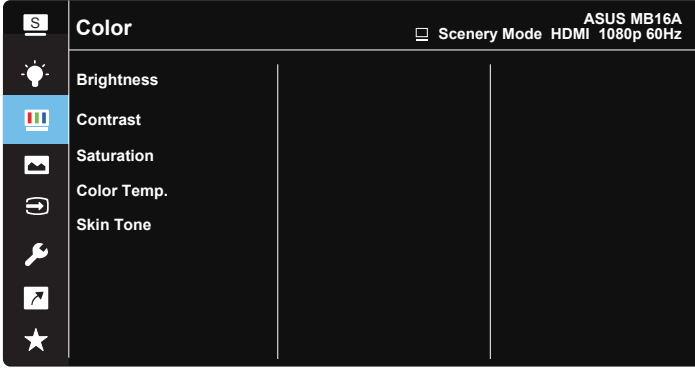 S
Color
ASUS MB16A
Scenery Mode HDMI 1080p 60Hz
Brightness
Contrast
Saturation
Color Temp.
Skin Tone